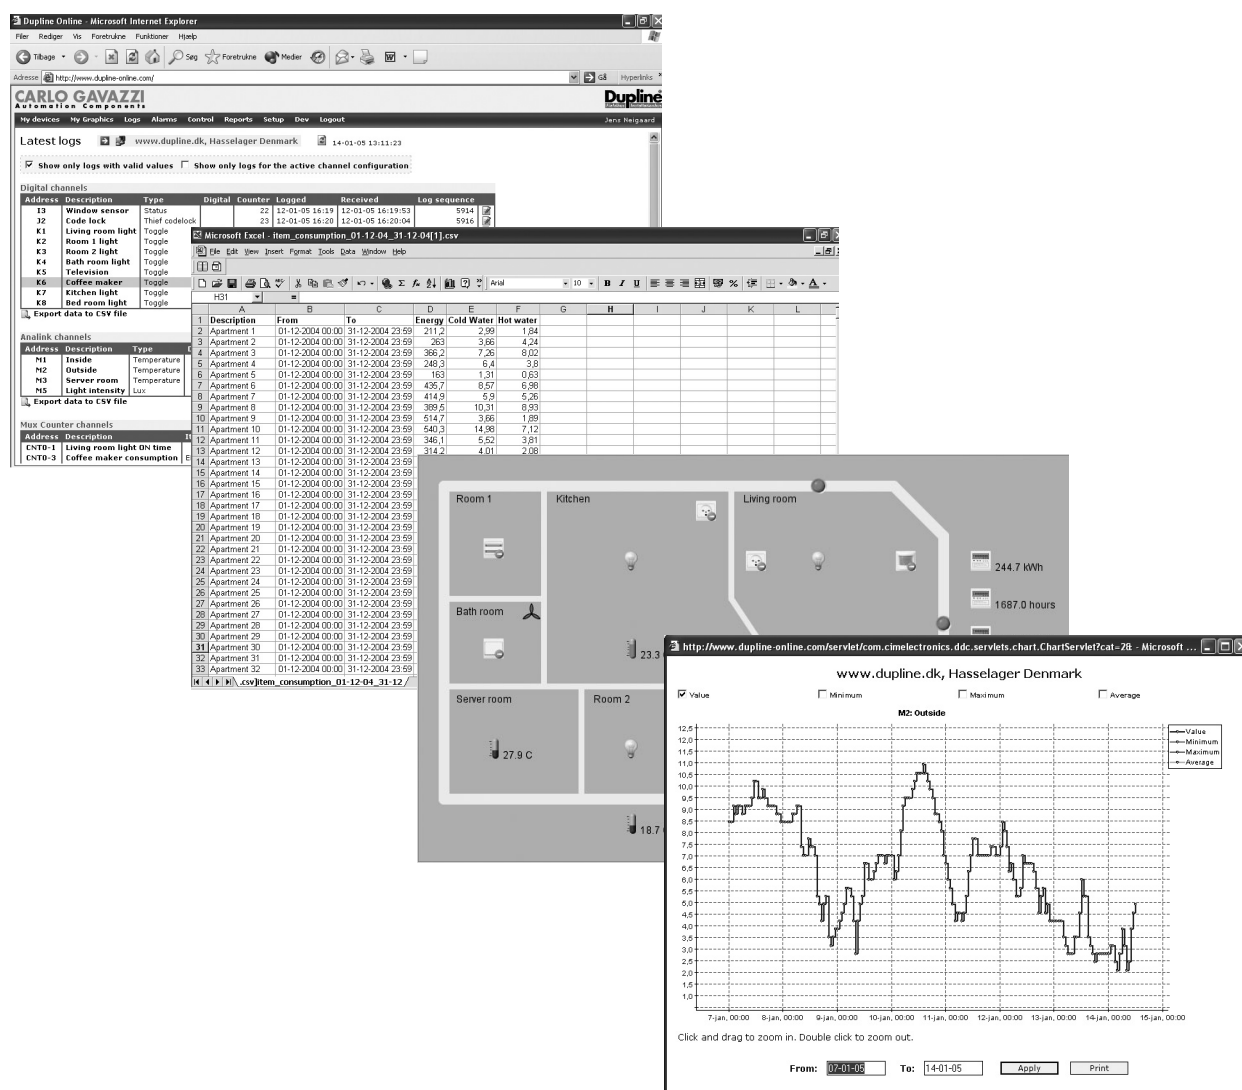 Dupline Online - Microsoft Internet Explorer
Filer Rediger Vis Foretrukne Funktioner Hjælp
Tilbage Søg Foretrukne Medier
Adresse http://www.dupline-online.com/ Gå Hyperlinks
CARLO GAVAZZI
Automation Components
Dupline
My devices My Graphics Logs Alarms Control Reports Setup Dev Logout Jens Neigaard
Latest logs www.dupline.dk, Hasselager Denmark 14-01-05 13:11:23
Show only logs with valid values Show only logs for the active channel configuration
Digital channels
Address Description Type Digital Counter Logged Received Log sequence
I3 Window sensor Status 22 12-01-05 16:19 12-01-05 16:19:53 5914
J2 Code lock Thief codelock 23 12-01-05 16:20 12-01-05 16:20:04 5916
K1 Living room light Toggle
K2 Room 1 light Toggle
K3 Room 2 light Toggle
K4 Bath room light Toggle
K5 Television Toggle
K6 Coffee maker Toggle
K7 Kitchen light Toggle
K8 Bed room light Toggle
Export data to CSV file
Analink channels
Address Description Type
M1 Inside Temperature
M2 Outside Temperature
M3 Server room Temperature
M5 Light intensity Lux
Export data to CSV file
Mux Counter channels
Address Description
CNT0-1 Living room light ON time
CNT0-3 Coffee maker consumption
Microsoft Excel - item_consumption_01-12-04_31-12-04[1].csv
File Edit View Insert Format Tools Data Window Help
Arial 10 B I U
H31 =
A B C D E F G H I J K L
1 Description From To Energy Cold Water Hot water
2 Apartment 1 01-12-2004 00:00 31-12-2004 23:59 211,2 2,99 1,84
3 Apartment 2 01-12-2004 00:00 31-12-2004 23:59 263 3,66 4,24
4 Apartment 3 01-12-2004 00:00 31-12-2004 23:59 366,2 7,26 8,02
5 Apartment 4 01-12-2004 00:00 31-12-2004 23:59 248,3 6,4 3,8
6 Apartment 5 01-12-2004 00:00 31-12-2004 23:59 163 1,31 0,63
7 Apartment 6 01-12-2004 00:00 31-12-2004 23:59 435,7 8,57 6,98
8 Apartment 7 01-12-2004 00:00 31-12-2004 23:59 414,9 5,9 5,26
9 Apartment 8 01-12-2004 00:00 31-12-2004 23:59 389,5 10,31 8,93
10 Apartment 9 01-12-2004 00:00 31-12-2004 23:59 514,7 3,66 1,89
11 Apartment 10 01-12-2004 00:00 31-12-2004 23:59 540,3 14,98 7,12
12 Apartment 11 01-12-2004 00:00 31-12-2004 23:59 346,1 5,52 3,81
13 Apartment 12 01-12-2004 00:00 31-12-2004 23:59 314,2 4,01 2,08
14 Apartment 13 01-12-2004 00:00 31-12-2004 23:59
15 Apartment 14 01-12-2004 00:00 31-12-2004 23:59
16 Apartment 15 01-12-2004 00:00 31-12-2004 23:59
17 Apartment 16 01-12-2004 00:00 31-12-2004 23:59
18 Apartment 17 01-12-2004 00:00 31-12-2004 23:59
19 Apartment 18 01-12-2004 00:00 31-12-2004 23:59
20 Apartment 19 01-12-2004 00:00 31-12-2004 23:59
21 Apartment 20 01-12-2004 00:00 31-12-2004 23:59
22 Apartment 21 01-12-2004 00:00 31-12-2004 23:59
23 Apartment 22 01-12-2004 00:00 31-12-2004 23:59
24 Apartment 23 01-12-2004 00:00 31-12-2004 23:59
25 Apartment 24 01-12-2004 00:00 31-12-2004 23:59
26 Apartment 25 01-12-2004 00:00 31-12-2004 23:59
27 Apartment 26 01-12-2004 00:00 31-12-2004 23:59
28 Apartment 27 01-12-2004 00:00 31-12-2004 23:59
29 Apartment 28 01-12-2004 00:00 31-12-2004 23:59
30 Apartment 29 01-12-2004 00:00 31-12-2004 23:59
31 Apartment 30 01-12-2004 00:00 31-12-2004 23:59
32 Apartment 31 01-12-2004 00:00 31-12-2004 23:59
33 Apartment 32 01-12-2004 00:00 31-12-2004 23:59
.csv]item_consumption_01-12-04_31-12
Room 1 Kitchen Living room
244.7 kWh
1687.0 hours
Bath room
23.3
Server room Room 2
27.9 C
18.7
http://www.dupline-online.com/servlet/com.cimelectronics.ddc.servlets.chart.ChartServlet?cat=2& - Microsoft ...
www.dupline.dk, Hasselager Denmark
Value Minimum Maximum Average
M2: Outside
12,5
12,0
11,5
11,0
10,5
10,0
9,5
9,0
8,5
8,0
7,5
7,0
6,5
6,0
5,5
5,0
4,5
4,0
3,5
3,0
2,5
2,0
1,5
1,0
Value
Minimum
Maximum
Average
7-jan, 00:00 8-jan, 00:00 9-jan, 00:00 10-jan, 00:00 11-jan, 00:00 12-jan, 00:00 13-jan, 00:00 14-jan, 00:00 15-jan, 00:00
Click and drag to zoom in. Double click to zoom out.
From: 07-01-05 To: 14-01-05 Apply Print